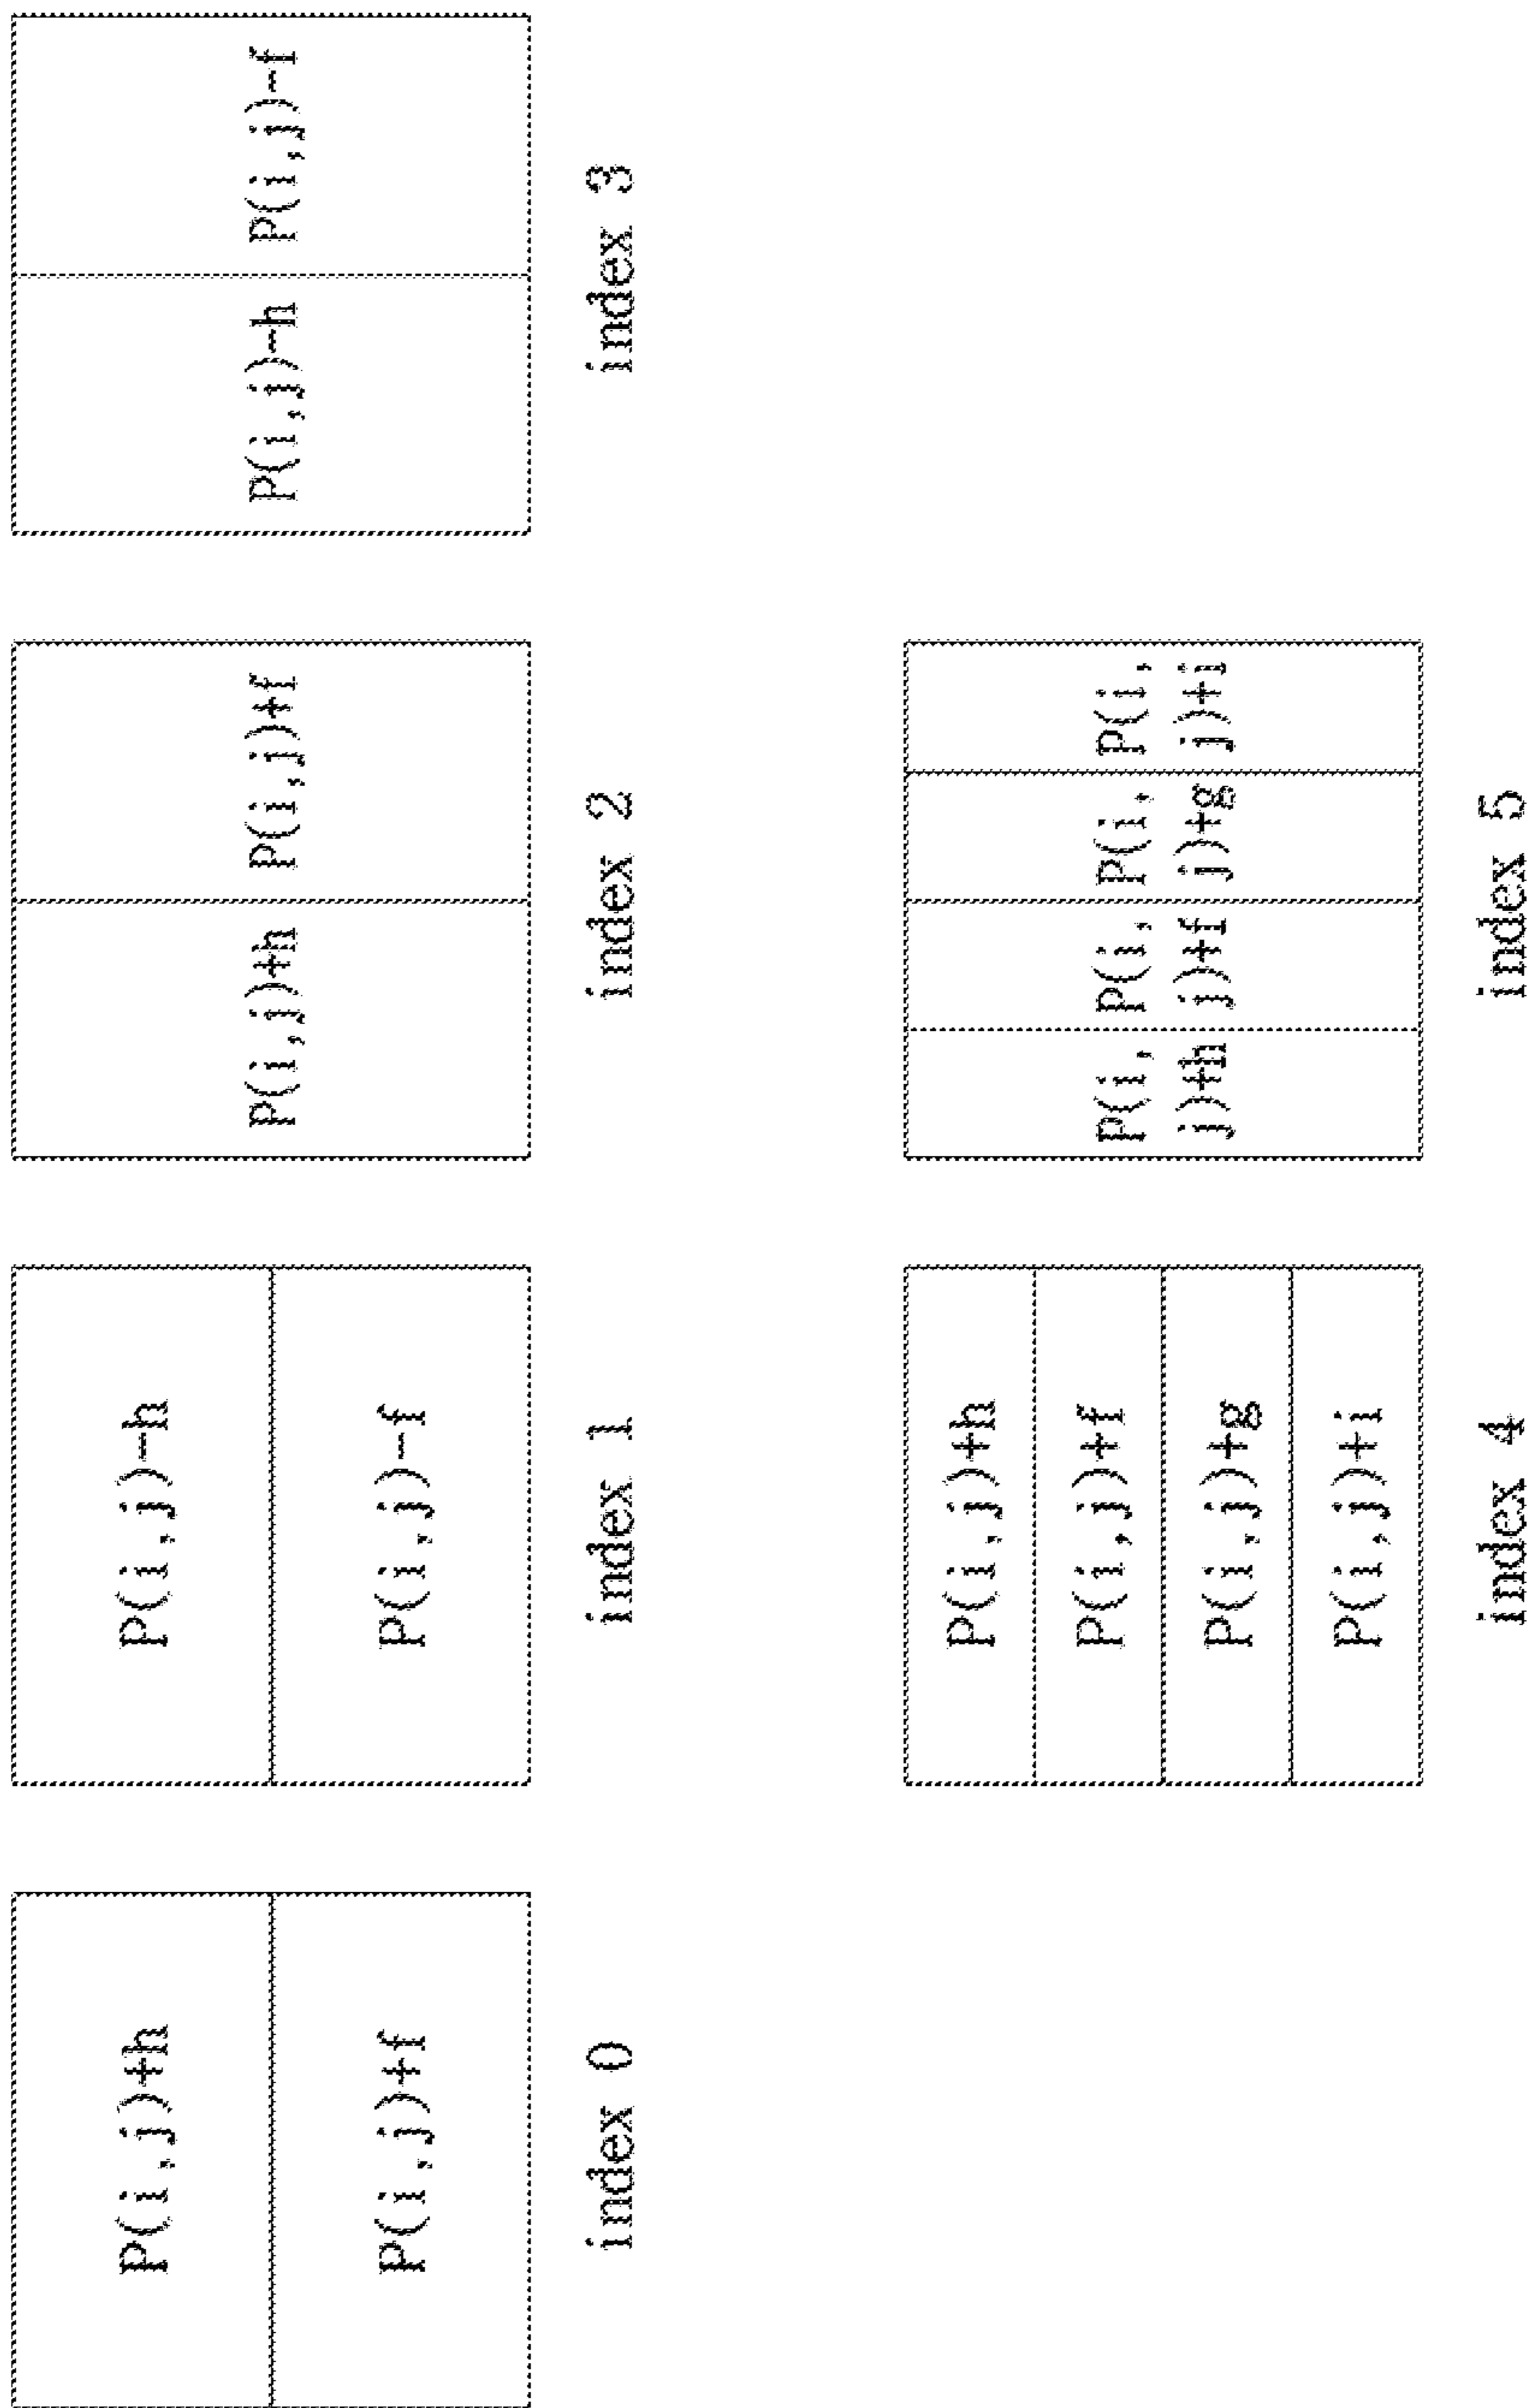 P(i,j)+h
P(i,j)+f
index 0
P(i,j)-h
P(i,j)-f
index 1
P(i,j)+h
P(i,j)+f
index 2
P(i,j)-h
P(i,j)-f
index 3
P(i,j)+h
P(i,j)+f
P(i,j)+g
P(i,j)+i
index 4
P(i,
j)+h
P(i,
j)+f
P(i,
j)+g
P(i,
j)+i
index 5